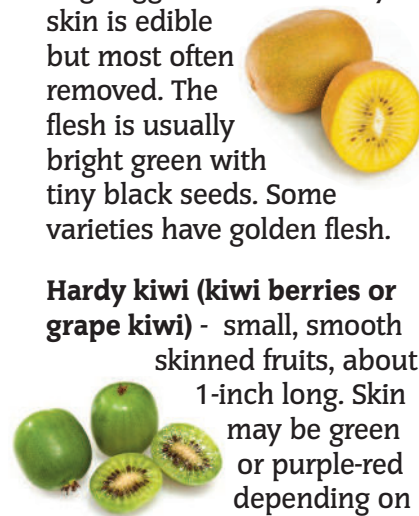 skin is edible
but most often
removed. The
flesh is usually
bright green with
tiny black seeds. Some
varieties have golden flesh.
Hardy kiwi (kiwi berries or
grape kiwi) - small, smooth
skinned fruits, about
1-inch long. Skin
may be green
or purple-red
depending on